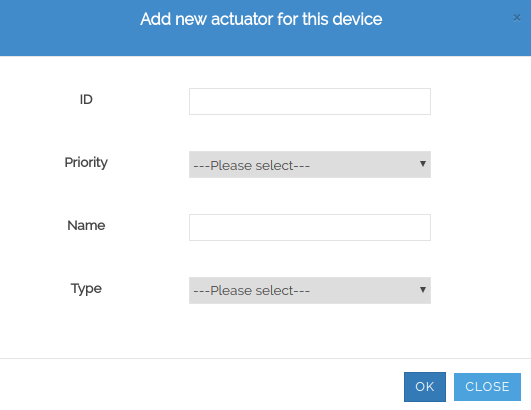 Add new actuator for this device
×
ID
Priority
---Please select---
Name
Type
---Please select---
OK
CLOSE